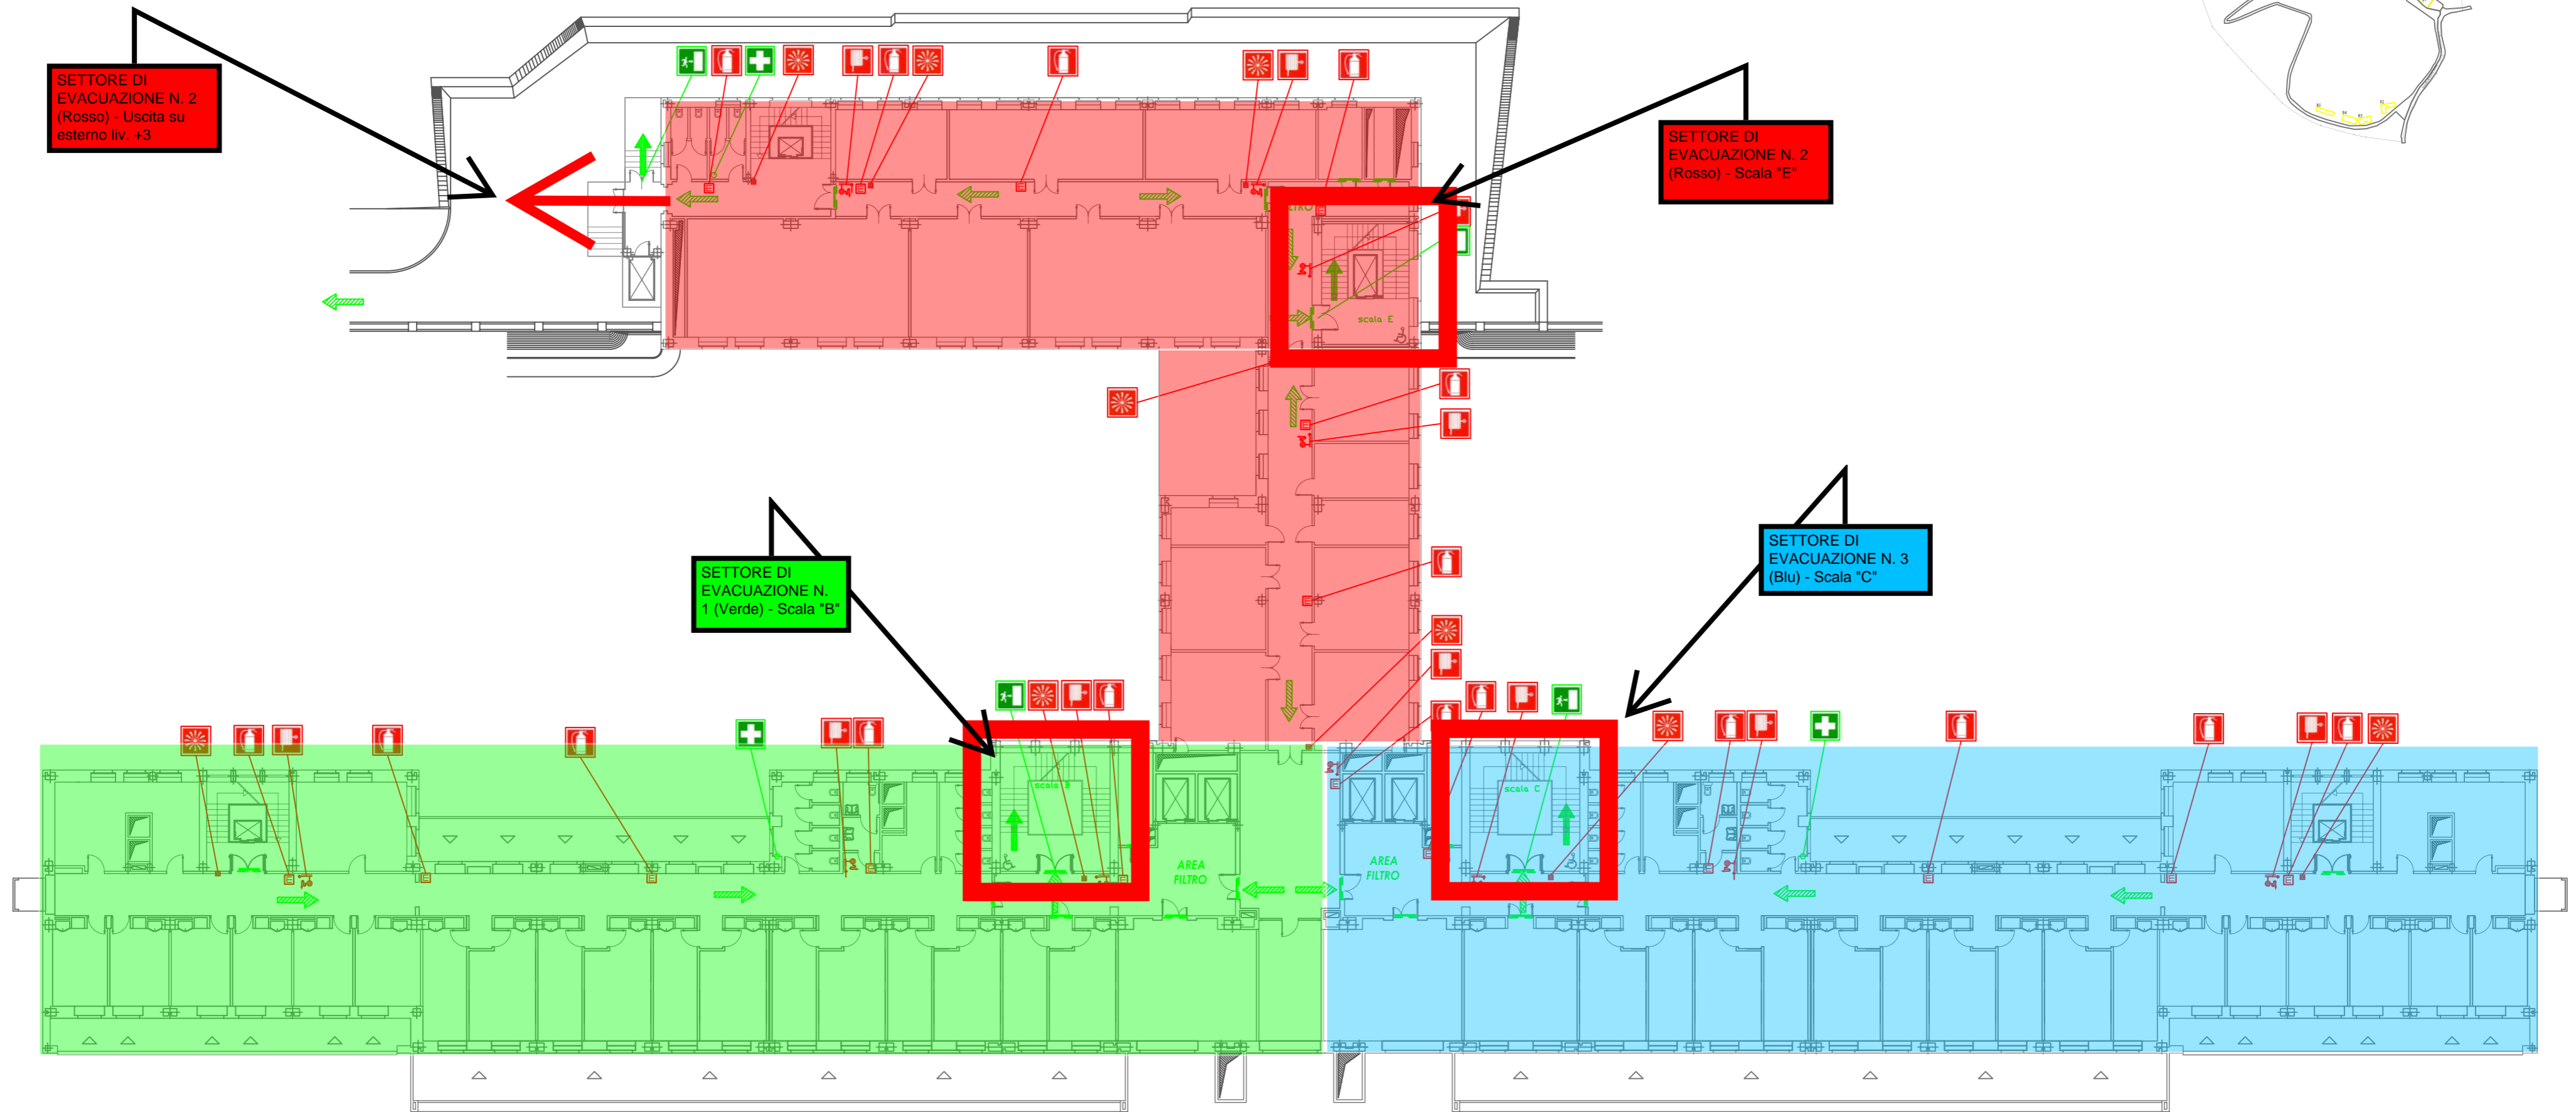 SETTORE DI
EVACUAZIONE N. 2
(Rosso) - Uscita su
esterno liv. +3
SETTORE DI
EVACUAZIONE N. 2
(Rosso) - Scala "E"
scala E
SETTORE DI
EVACUAZIONE N.
1 (Verde) - Scala "B"
SETTORE DI
EVACUAZIONE N. 3
(Blu) - Scala "C"
scala B
scala C
AREA
FILTRO
AREA
FILTRO